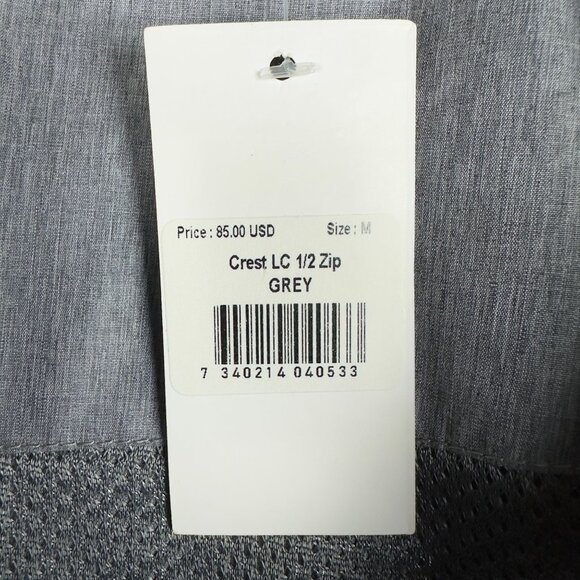 Price : 85.00 USD Size : M
Crest LC 1/2 Zip
GREY
7 340214 040533